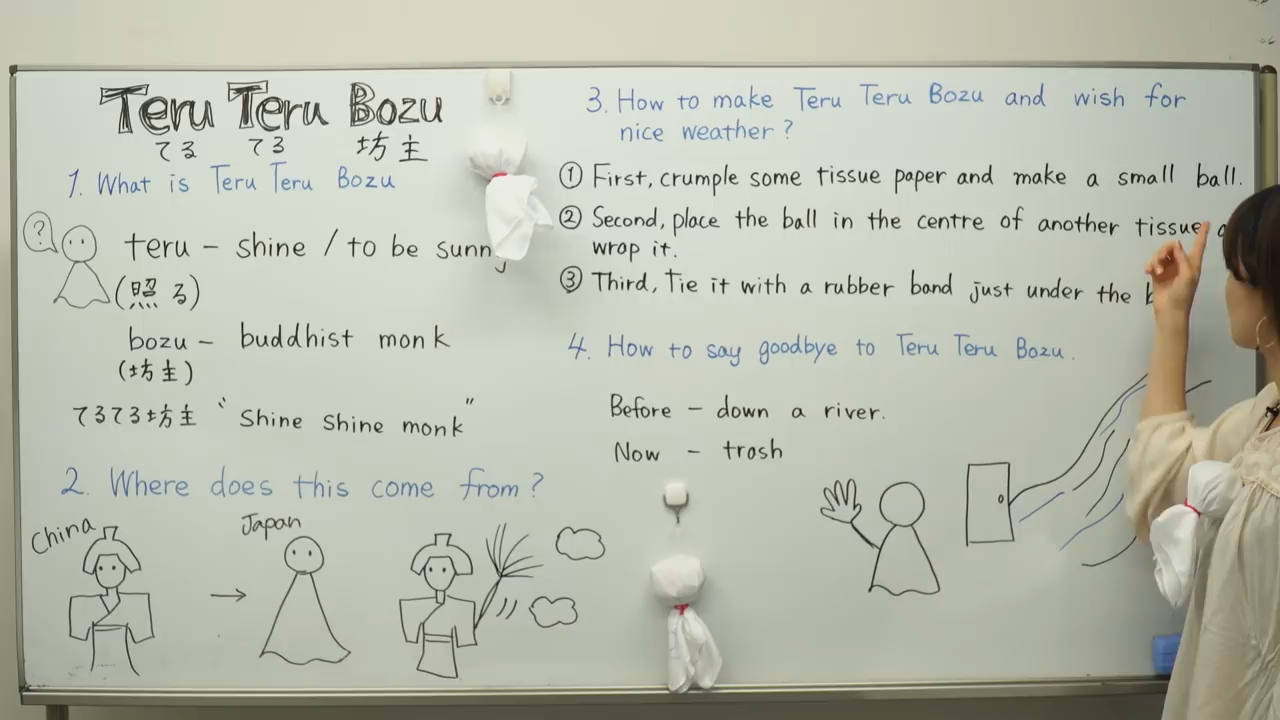 Teru Teru Bozu
てる てる 坊主
1. What is Teru Teru Bozu
?
teru – shine / to be sunny
(照る)
bozu – buddhist monk
(坊主)
てるてる坊主 “Shine shine monk”
2. Where does this come from?
China
Japan
3. How to make Teru Teru Bozu and wish for
nice weather?
① First, crumple some tissue paper and make a small ball.
② Second, place the ball in the centre of another tissue
wrap it.
③ Third, Tie it with a rubber band just under the
4. How to say goodbye to Teru Teru Bozu.
Before – down a river.
Now – trash